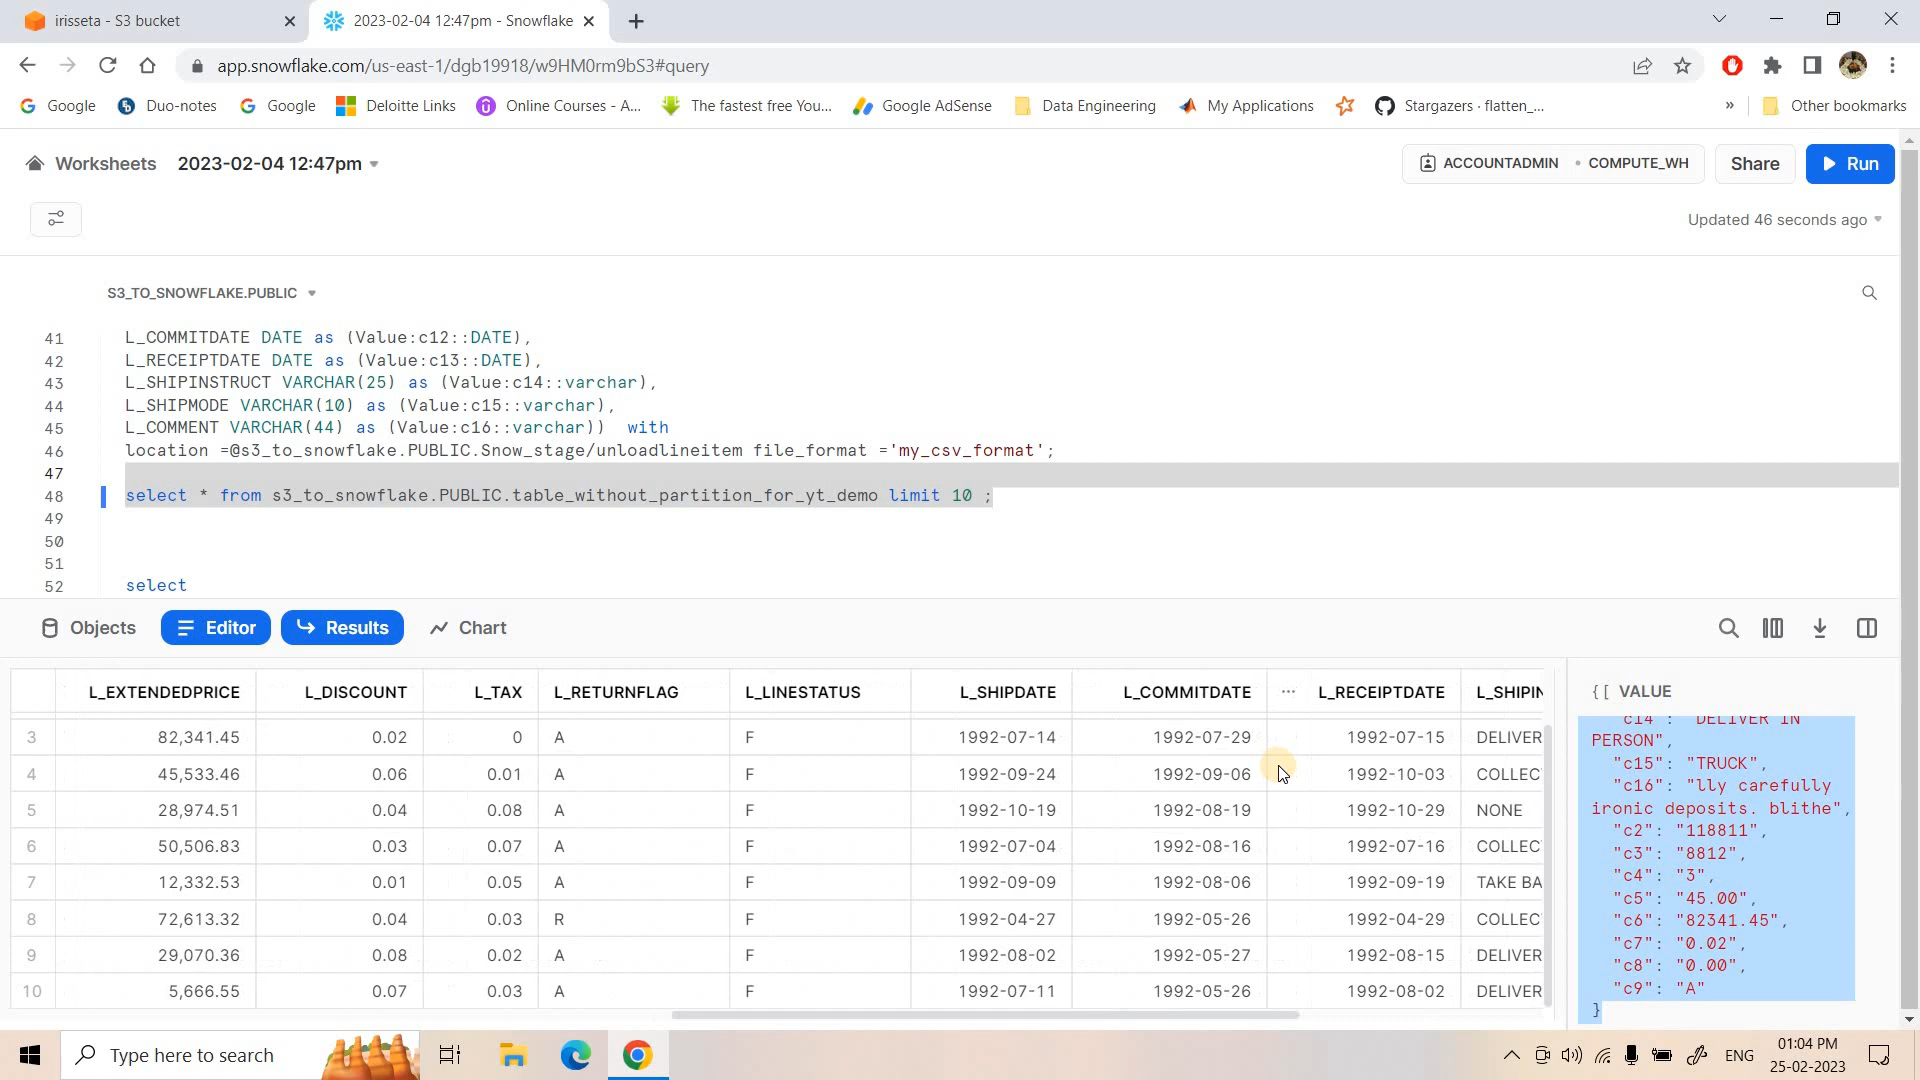 irisseta - S3 bucket
2023-02-04 12:47pm - Snowflake
app.snowflake.com/us-east-1/dgb19918/w9HM0rm9bS3#query
Google
Duo-notes
Google
Deloitte Links
Online Courses - A...
The fastest free You...
Google AdSense
Data Engineering
My Applications
Stargazers · flatten_...
»
Other bookmarks
Worksheets
2023-02-04 12:47pm
ACCOUNTADMIN • COMPUTE_WH
Share
Run
Updated 46 seconds ago
S3_TO_SNOWFLAKE.PUBLIC
41 L_COMMITDATE DATE as (Value:c12::DATE),
42 L_RECEIPTDATE DATE as (Value:c13::DATE),
43 L_SHIPINSTRUCT VARCHAR(25) as (Value:c14::varchar),
44 L_SHIPMODE VARCHAR(10) as (Value:c15::varchar),
45 L_COMMENT VARCHAR(44) as (Value:c16::varchar)) with
46 location =@s3_to_snowflake.PUBLIC.Snow_stage/unloadlineitem file_format ='my_csv_format';
47
48 select * from s3_to_snowflake.PUBLIC.table_without_partition_for_yt_demo limit 10 ;
49
50
51
52 select
Objects
Editor
Results
Chart
L_EXTENDEDPRICE L_DISCOUNT L_TAX L_RETURNFLAG L_LINESTATUS L_SHIPDATE L_COMMITDATE ... L_RECEIPTDATE L_SHIPIN
3 82,341.45 0.02 0 A F 1992-07-14 1992-07-29 1992-07-15 DELIVER
4 45,533.46 0.06 0.01 A F 1992-09-24 1992-09-06 1992-10-03 COLLEC
5 28,974.51 0.04 0.08 A F 1992-10-19 1992-08-19 1992-10-29 NONE
6 50,506.83 0.03 0.07 A F 1992-07-04 1992-08-16 1992-07-16 COLLEC
7 12,332.53 0.01 0.05 A F 1992-09-09 1992-08-06 1992-09-19 TAKE BA
8 72,613.32 0.04 0.03 R F 1992-04-27 1992-05-26 1992-04-29 COLLEC
9 29,070.36 0.08 0.02 A F 1992-08-02 1992-05-27 1992-08-15 DELIVER
10 5,666.55 0.07 0.03 A F 1992-07-11 1992-05-26 1992-08-02 DELIVER
{[ VALUE
"c14": "DELIVER IN
PERSON",
"c15": "TRUCK",
"c16": "lly carefully
ironic deposits. blithe",
"c2": "118811",
"c3": "8812",
"c4": "3",
"c5": "45.00",
"c6": "82341.45",
"c7": "0.02",
"c8": "0.00",
"c9": "A"
}
Type here to search
ENG
01:04 PM
25-02-2023